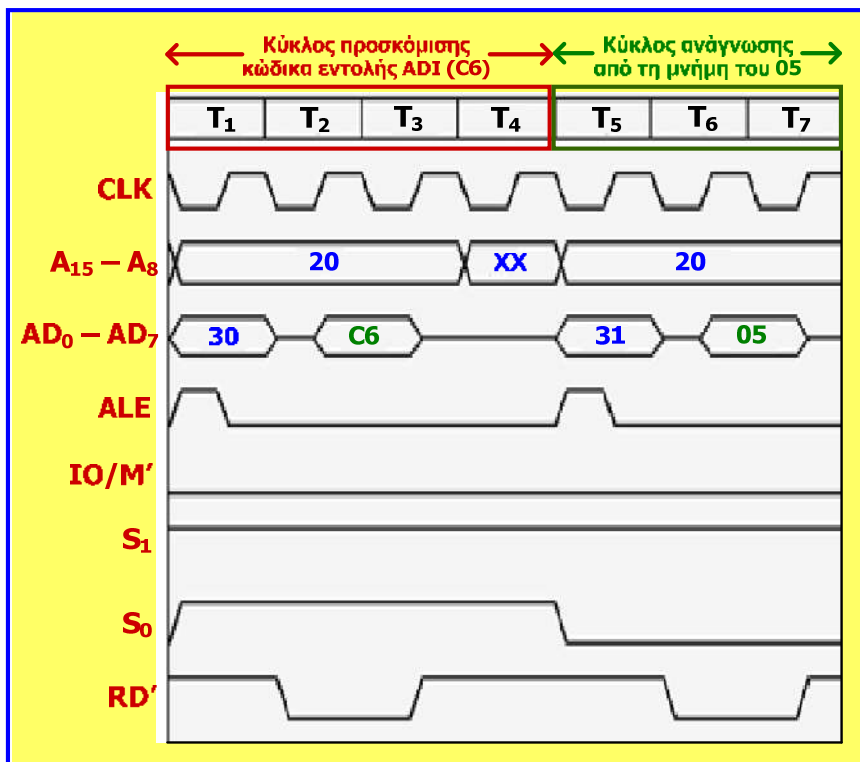 Κύκλος προσκόμισης
κώδικα εντολής ADI (C6)
Κύκλος ανάγνωσης
από τη μνήμη του 05
T₁ T₂ T₃ T₄ T₅ T₆ T₇
CLK
A₁₅ – A₈ 20 XX 20
AD₀ – AD₇ 30 C6 31 05
ALE
IO/M’
S₁
S₀
RD’